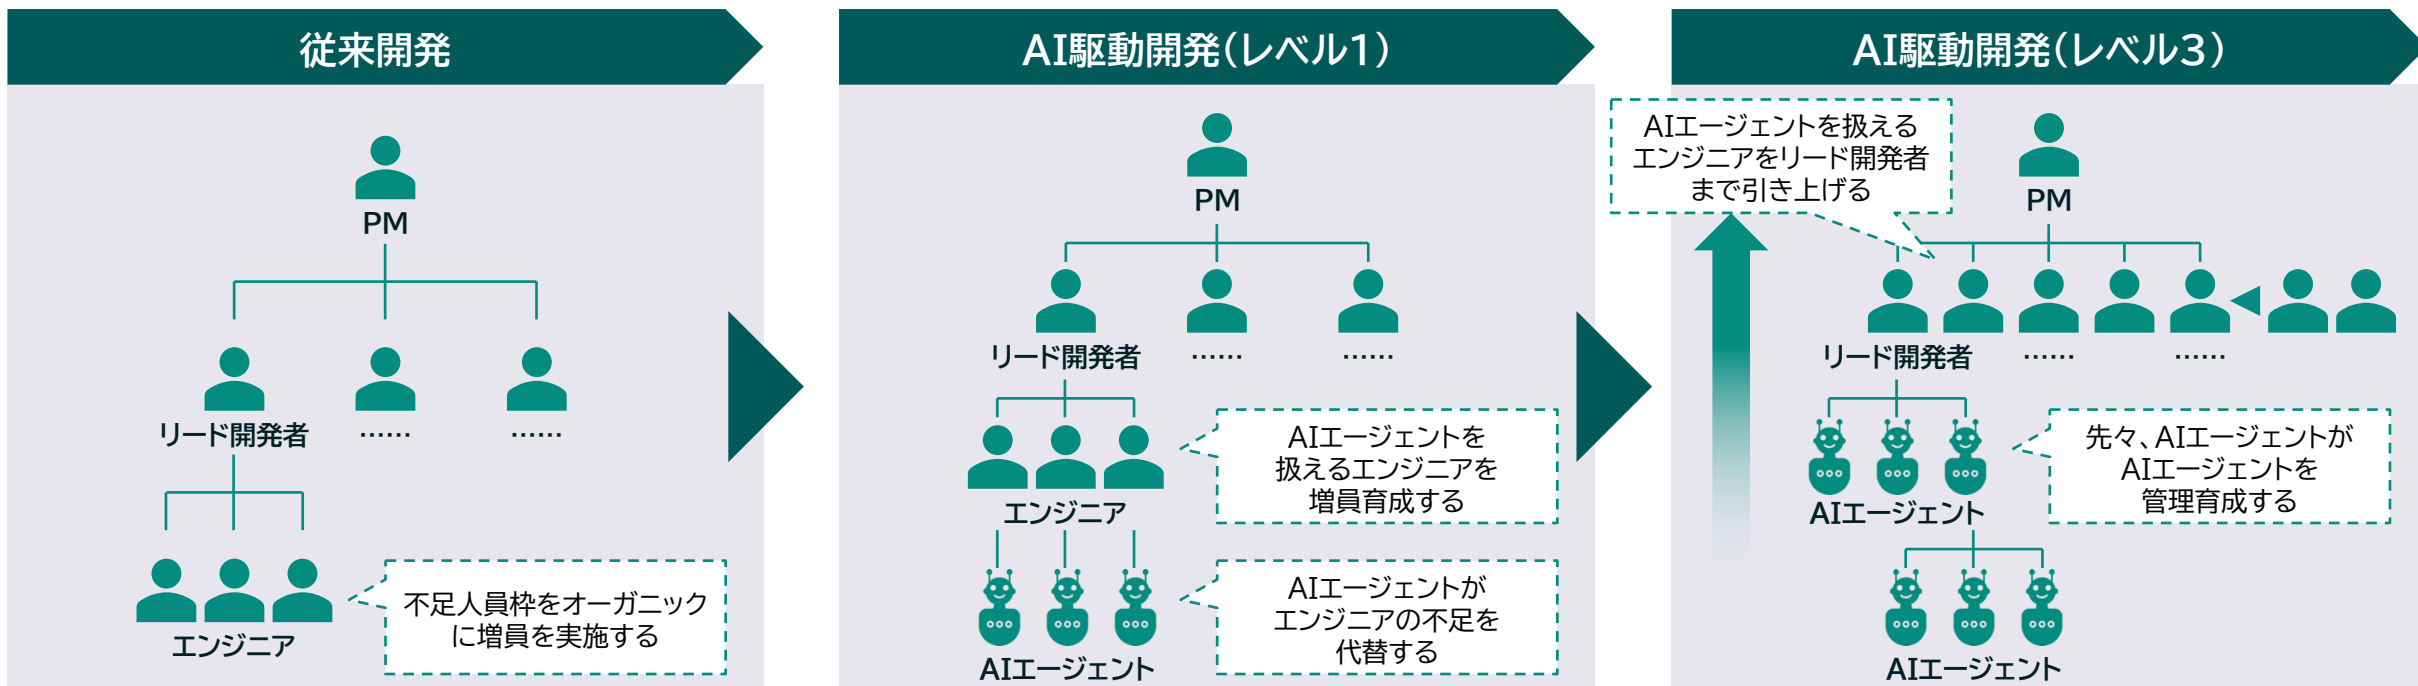 従来開発
PM
リード開発者
……
……
エンジニア
不足人員枠をオーガニック
に増員を実施する
AI駆動開発(レベル1)
PM
リード開発者
……
……
エンジニア
AIエージェントを
扱えるエンジニアを
増員育成する
AIエージェント
AIエージェントが
エンジニアの不足を
代替する
AI駆動開発(レベル3)
AIエージェントを扱える
エンジニアをリード開発者
まで引き上げる
PM
リード開発者
……
……
AIエージェント
先々、AIエージェントが
AIエージェントを
管理育成する
AIエージェント